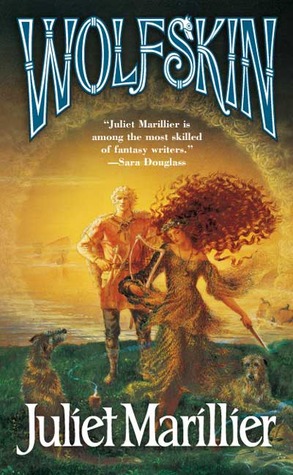 WOLFSKIN
“Juliet Marillier is
among the most skilled
of fantasy writers.”
—Sara Douglass
Juliet Marillier